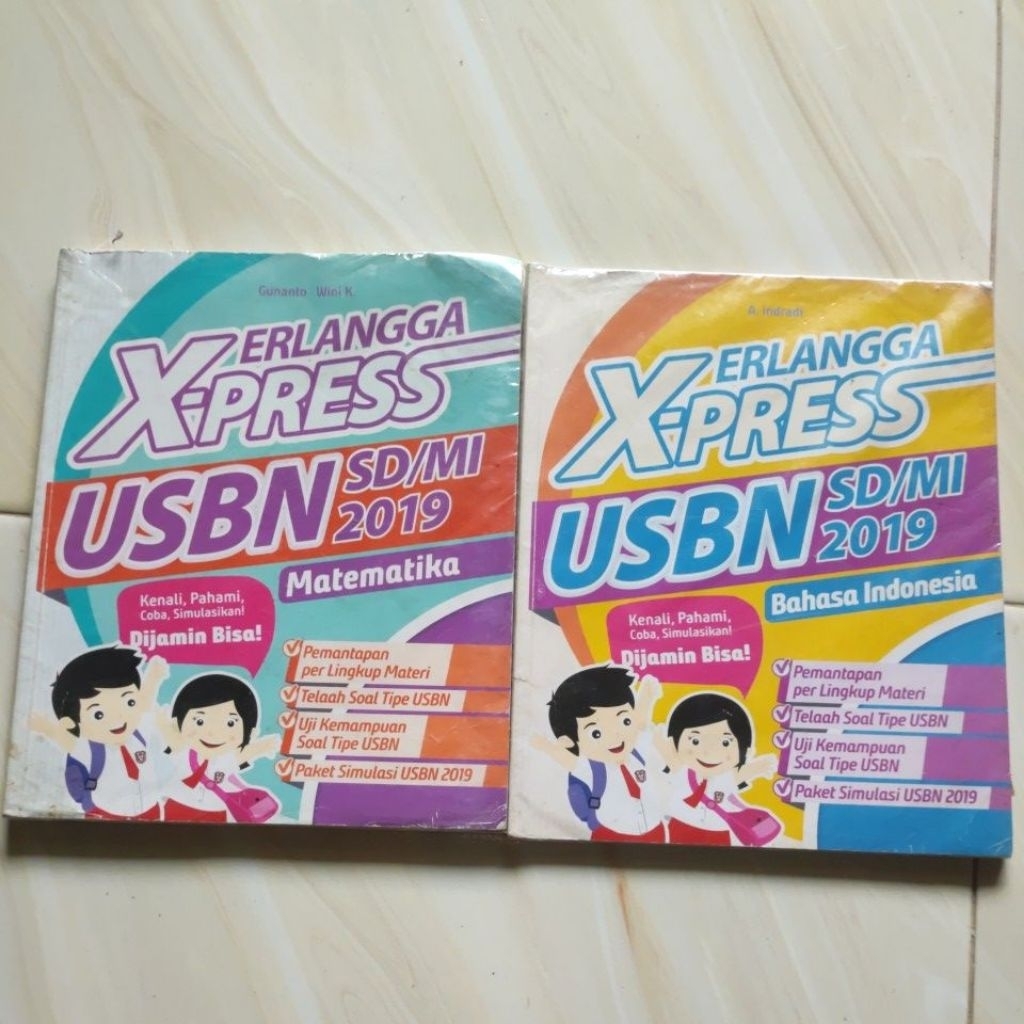 Gunanto Wini K.
ERLANGGA
X-PRESS
USBN SD/MI
2019
Matematika
Kenali, Pahami,
Coba, Simulasikan!
Dijamin Bisa!
Pemantapan
per Lingkup Materi
Telaah Soal Tipe USBN
Uji Kemampuan
Soal Tipe USBN
Paket Simulasi USBN 2019
A. Indradi
ERLANGGA
X-PRESS
USBN SD/MI
2019
Bahasa Indonesia
Kenali, Pahami,
Coba, Simulasikan!
Dijamin Bisa!
Pemantapan
per Lingkup Materi
Telaah Soal Tipe USBN
Uji Kemampuan
Soal Tipe USBN
Paket Simulasi USBN 2019